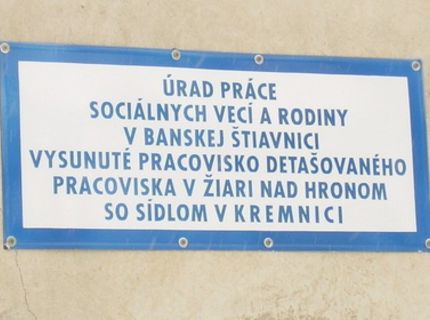 ÚRAD PRÁCE
SOCIÁLNYCH VECÍ A RODINY
V BANSKEJ ŠTIAVNICI
VYSUNUTÉ PRACOVISKO DETAŠOVANÉHO
PRACOVISKA V ŽIARI NAD HRONOM
SO SÍDLOM V KREMNICI